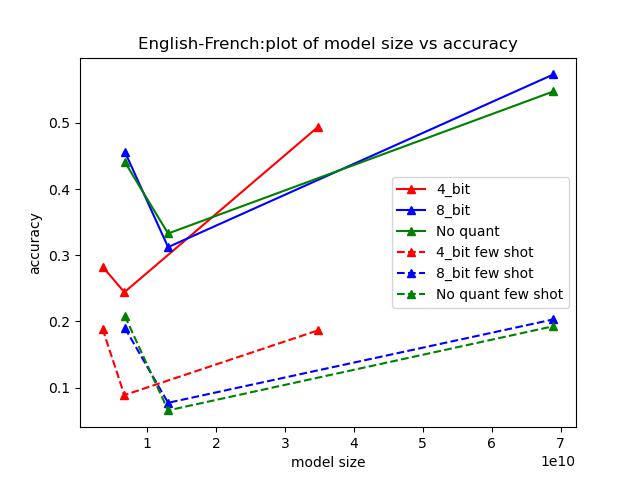 English-French:plot of model size vs accuracy
accuracy
0.5
0.4
0.3
0.2
0.1
4_bit
8_bit
No quant
4_bit few shot
8_bit few shot
No quant few shot
1 2 3 4 5 6 7
1e10
model size